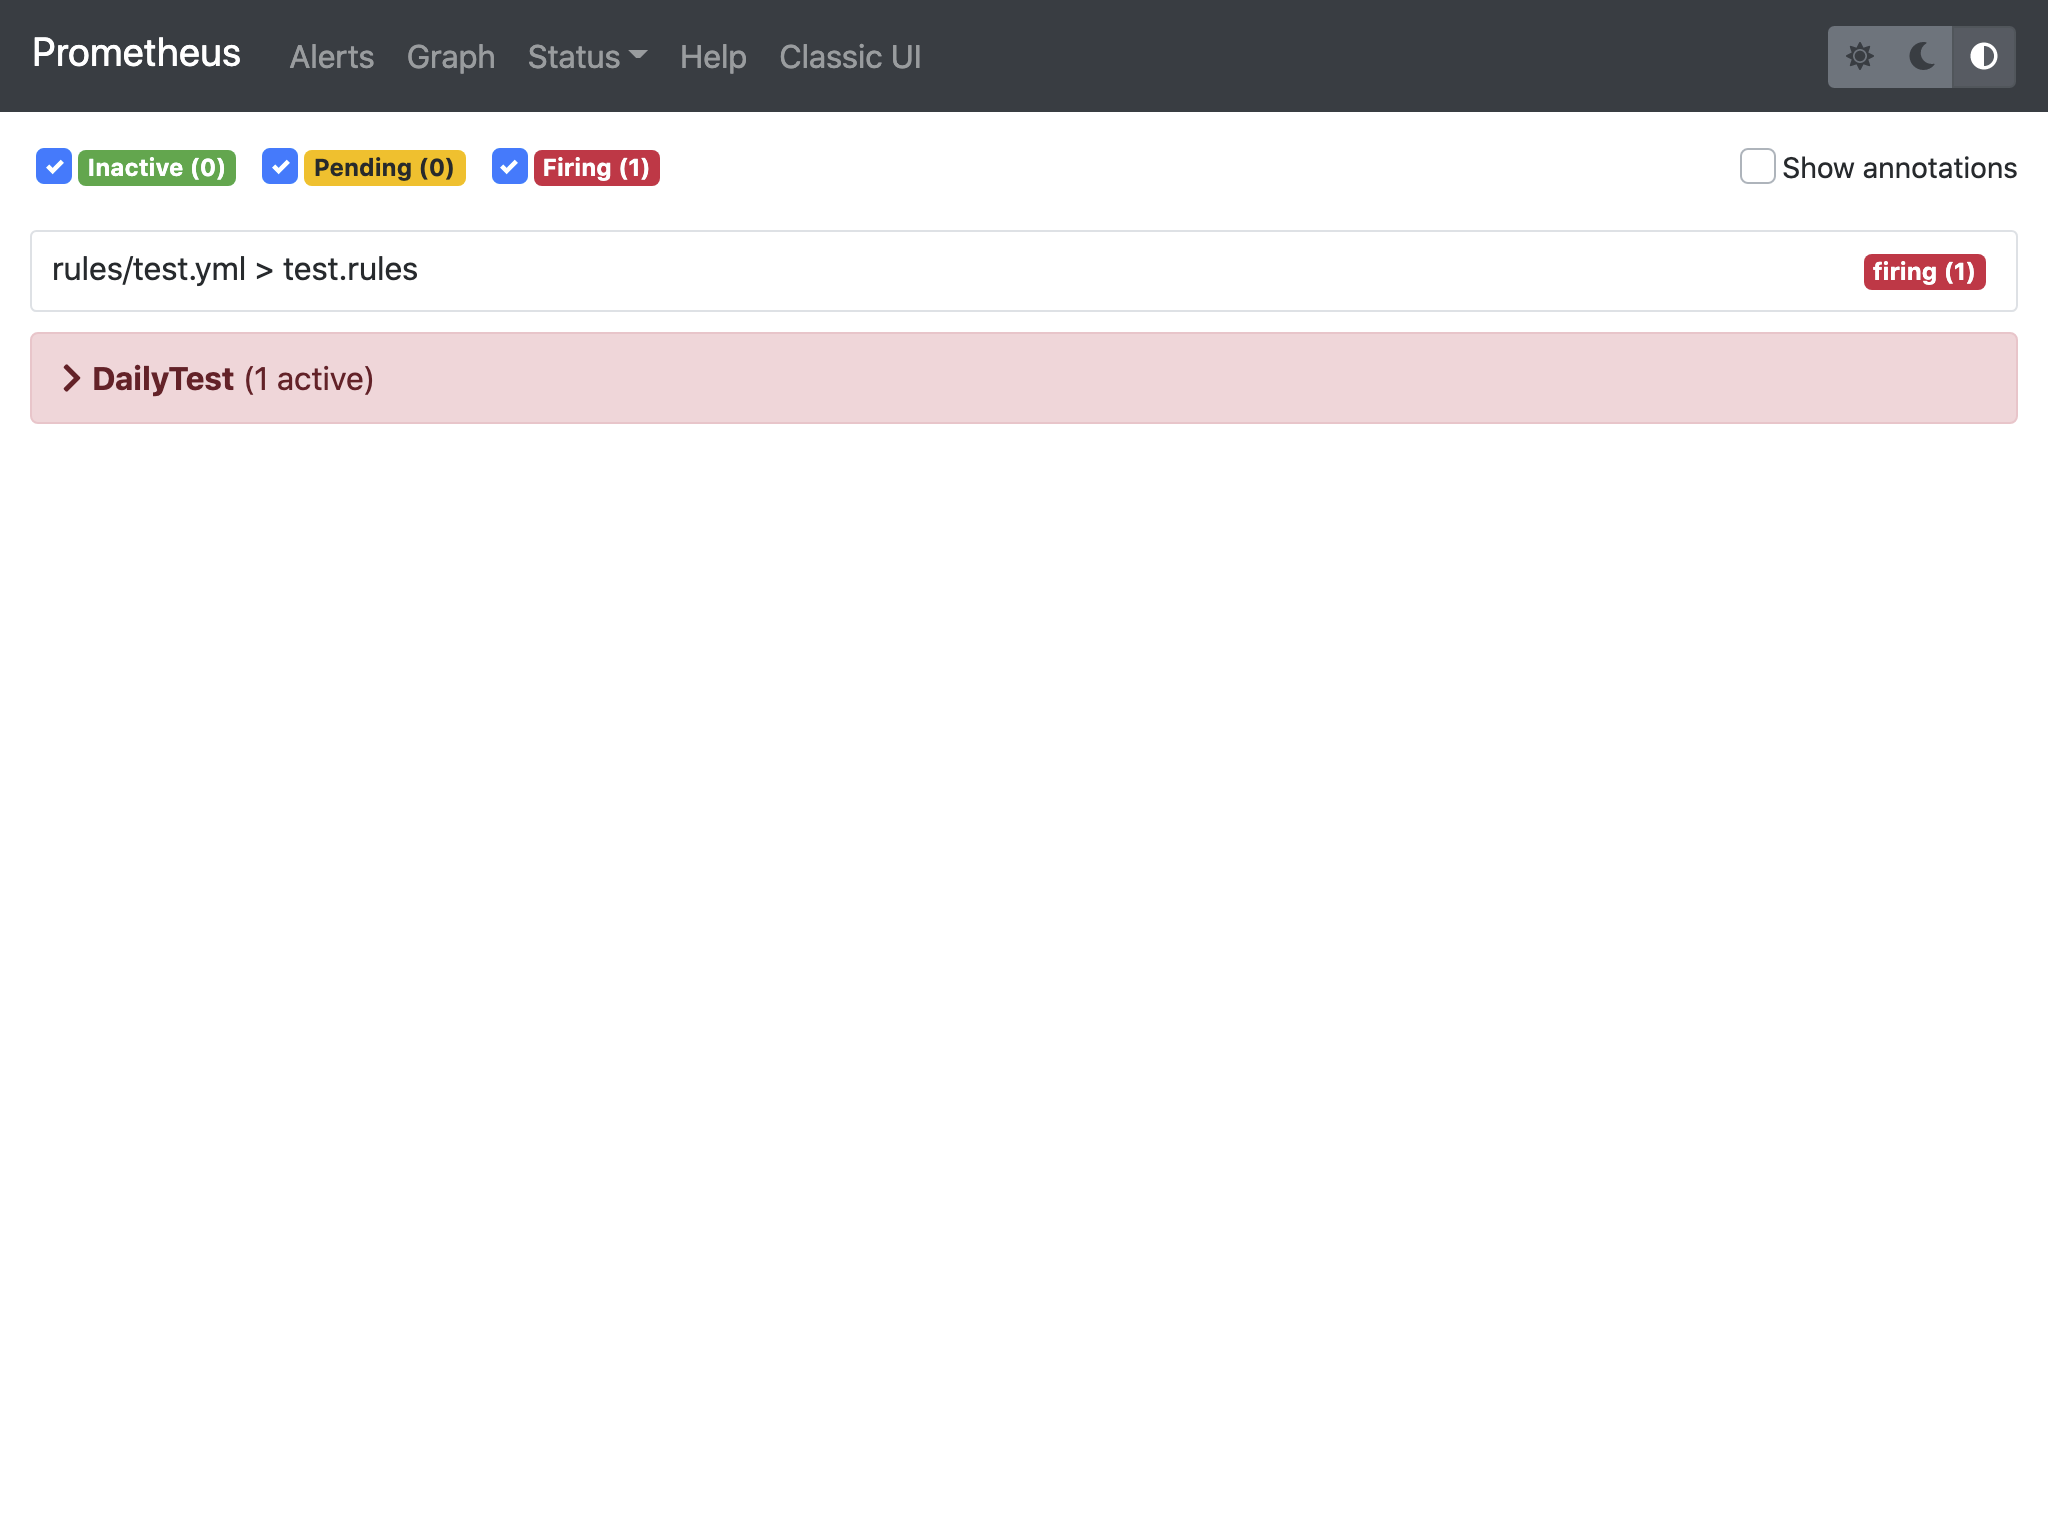 Prometheus Alerts Graph Status Help Classic UI
Inactive (0) Pending (0) Firing (1) Show annotations
rules/test.yml > test.rules firing (1)
DailyTest (1 active)